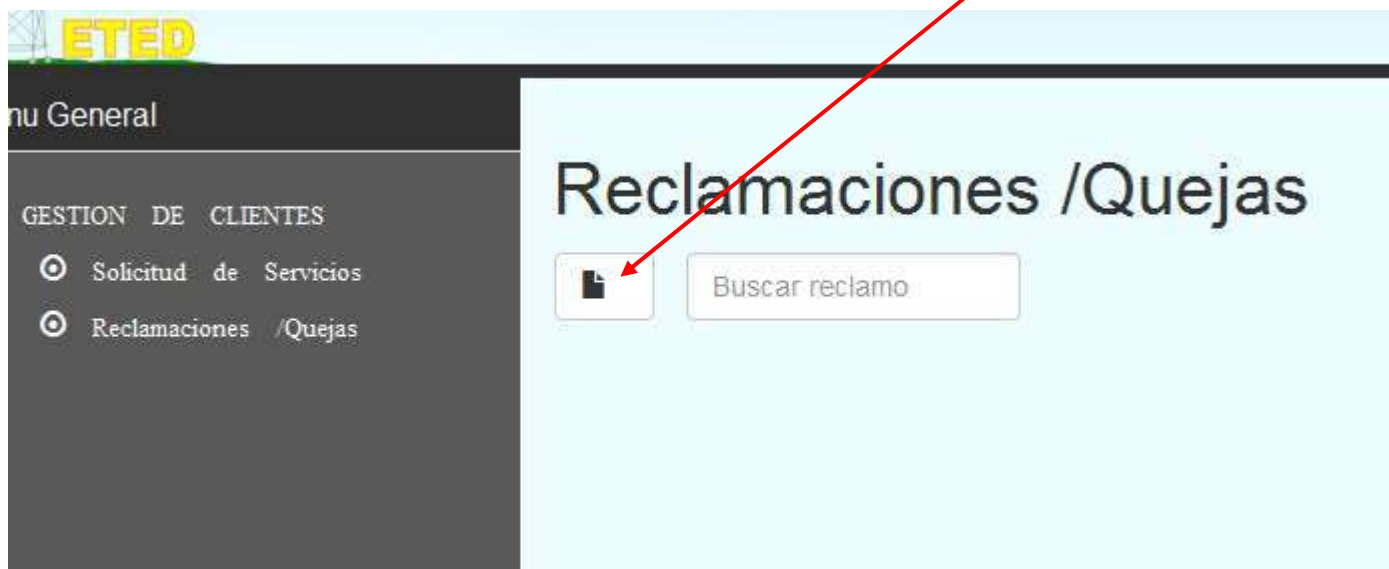 ETED
nu General
Reclamaciones /Quejas
GESTION DE CLIENTES
Solicitud de Servicios
Buscar reclamo
Reclamaciones /Quejas